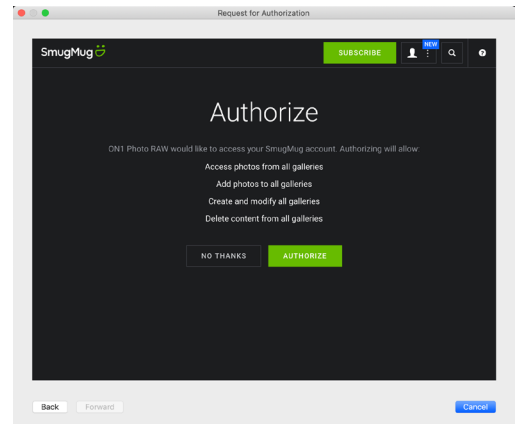 Request for Authorization
SmugMug
SUBSCRIBE
NEW
?
Authorize
ON1 Photo RAW would like to access your SmugMug account. Authorizing will allow:
Access photos from all galleries
Add photos to all galleries
Create and modify all galleries
Delete content from all galleries
NO THANKS
AUTHORIZE
Back
Forward
Cancel